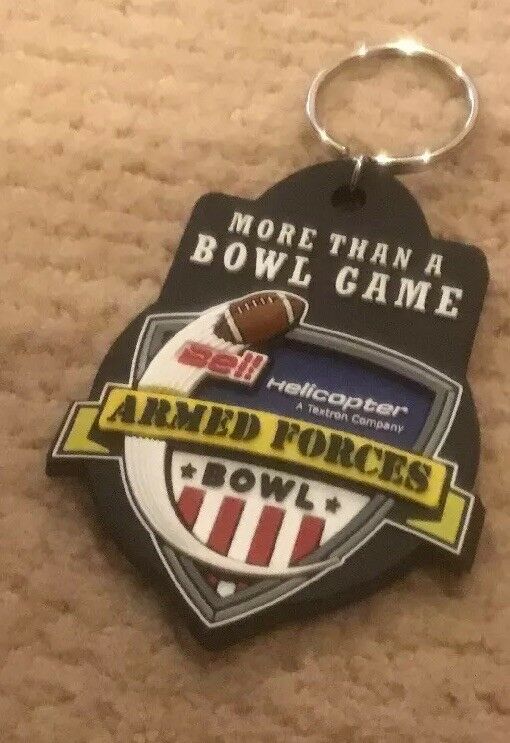 MORE THAN A
BOWL GAME
Bell
Helicopter
A Textron Company
ARMED FORCES
BOWL